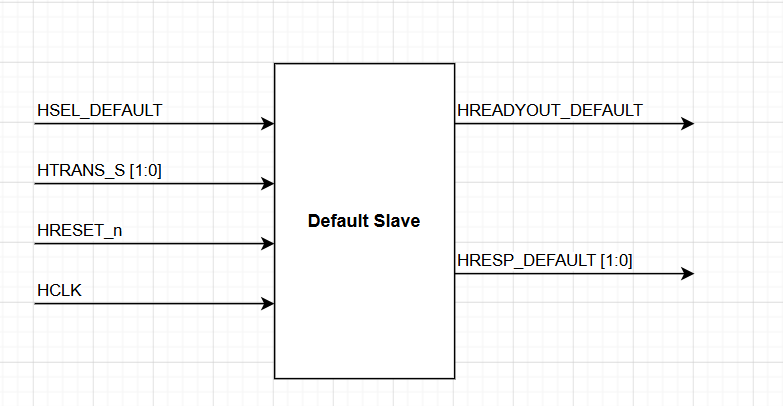 HSEL_DEFAULT
HREADYOUT_DEFAULT
HTRANS_S [1:0]
Default Slave
HRESET_n
HRESP_DEFAULT [1:0]
HCLK